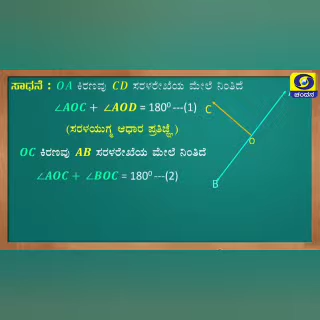 ಸಾಧನೆ : OA ಕಿರಣವು CD ಸರಳರೇಖೆಯ ಮೇಲೆ ನಿಂತಿದೆ
∠AOC + ∠AOD = 180⁰ ---(1)
(ಸರಳಯುಗ್ಮ ಆಧಾರ ಪ್ರತಿಜ್ಞೆ)
OC ಕಿರಣವು AB ಸರಳರೇಖೆಯ ಮೇಲೆ ನಿಂತಿದೆ
∠AOC + ∠BOC = 180⁰ ---(2)
ಚಂದನ
C
O
B